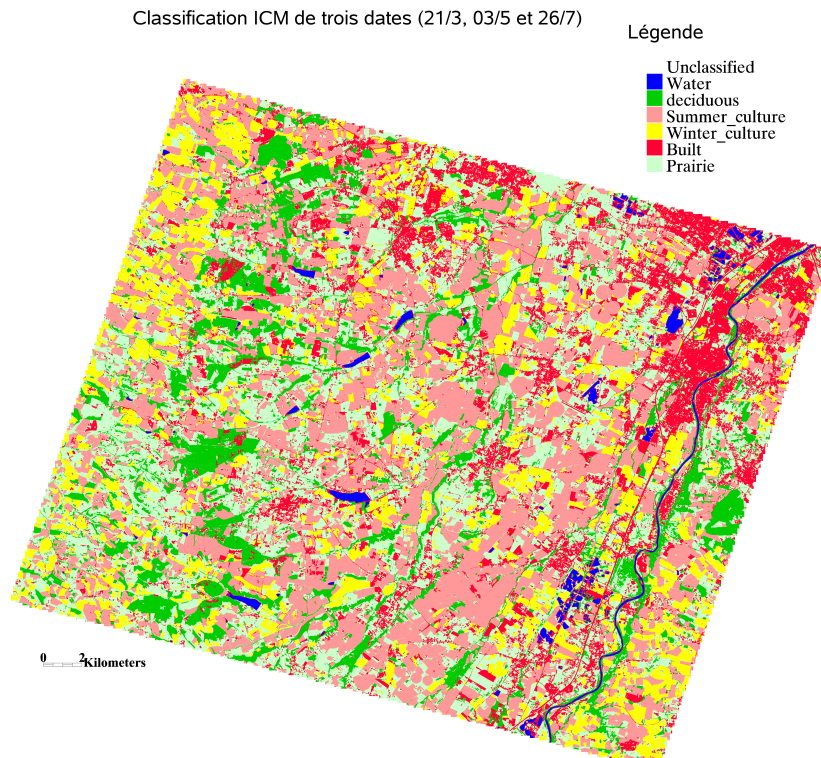 Classification ICM de trois dates (21/3, 03/5 et 26/7)
Légende
Unclassified
Water
deciduous
Summer_culture
Winter_culture
Built
Prairie
0 2 Kilometers